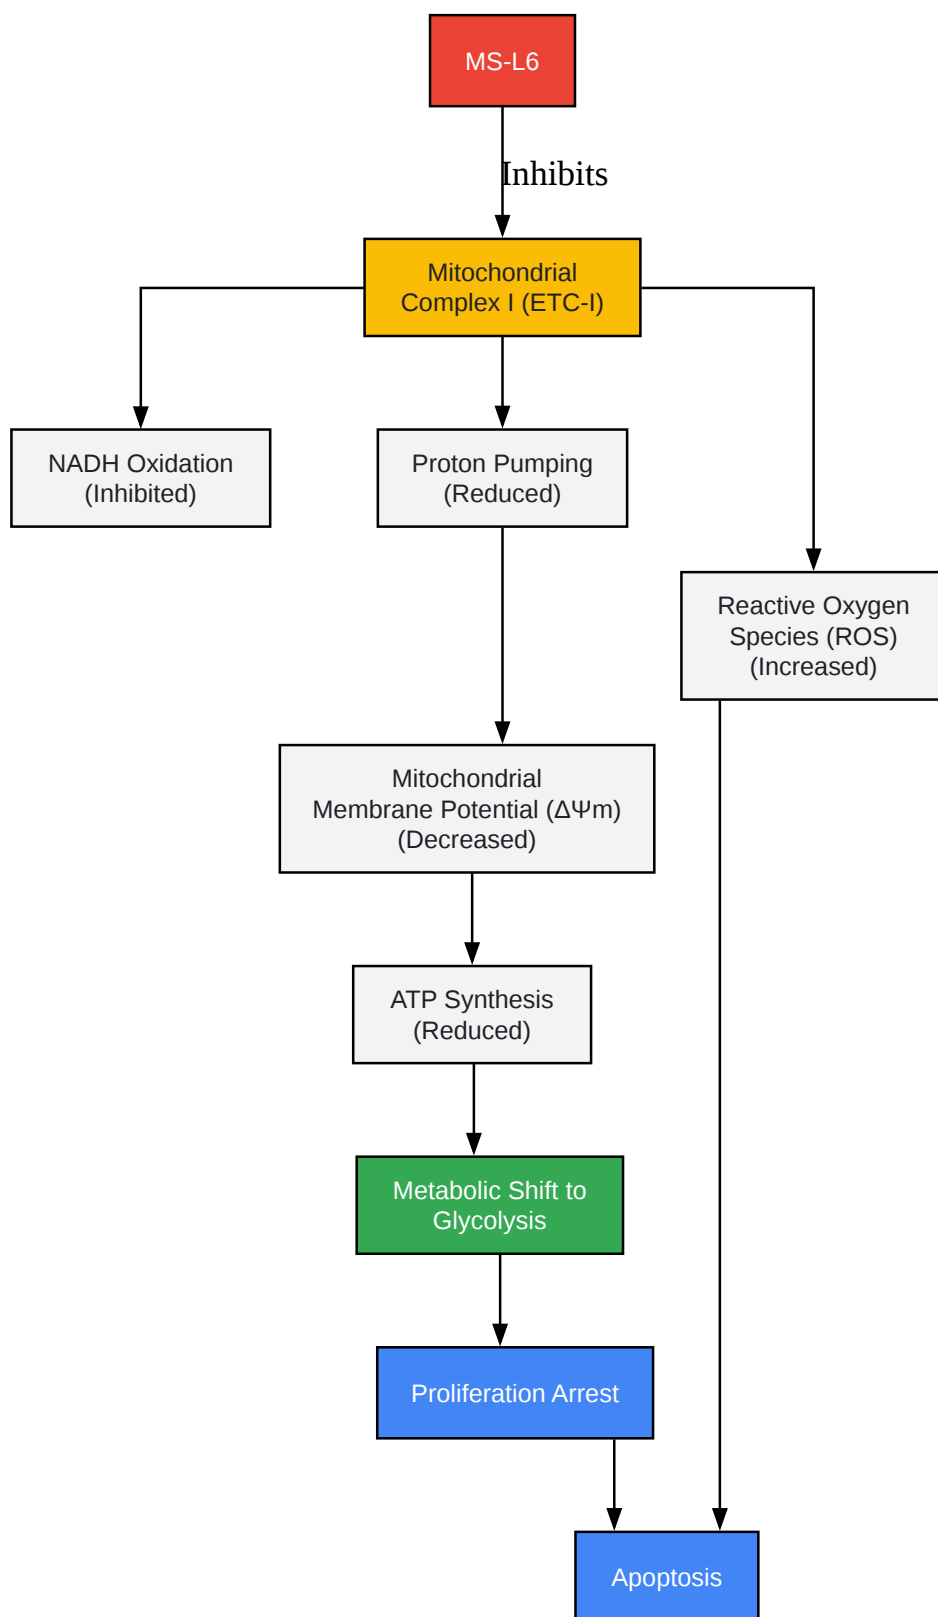 MS-L6
Inhibits
Mitochondrial
Complex I (ETC-I)
NADH Oxidation
(Inhibited)
Proton Pumping
(Reduced)
Reactive Oxygen
Species (ROS)
(Increased)
Mitochondrial
Membrane Potential (ΔΨm)
(Decreased)
ATP Synthesis
(Reduced)
Metabolic Shift to
Glycolysis
Proliferation Arrest
Apoptosis